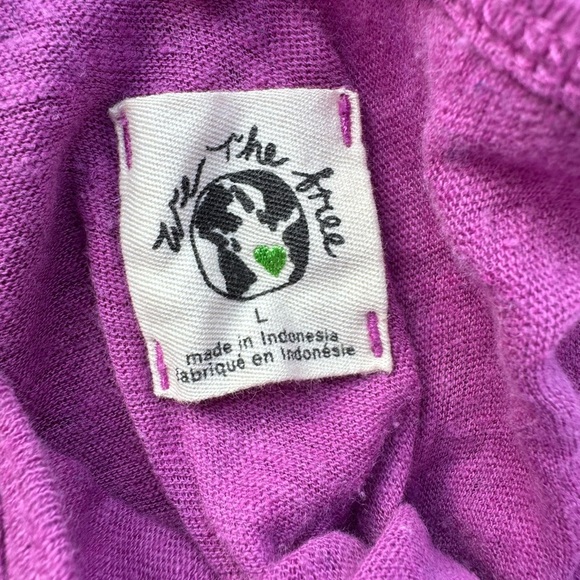 We The Free
L
made in Indonesia
fabriqué en Indonésie